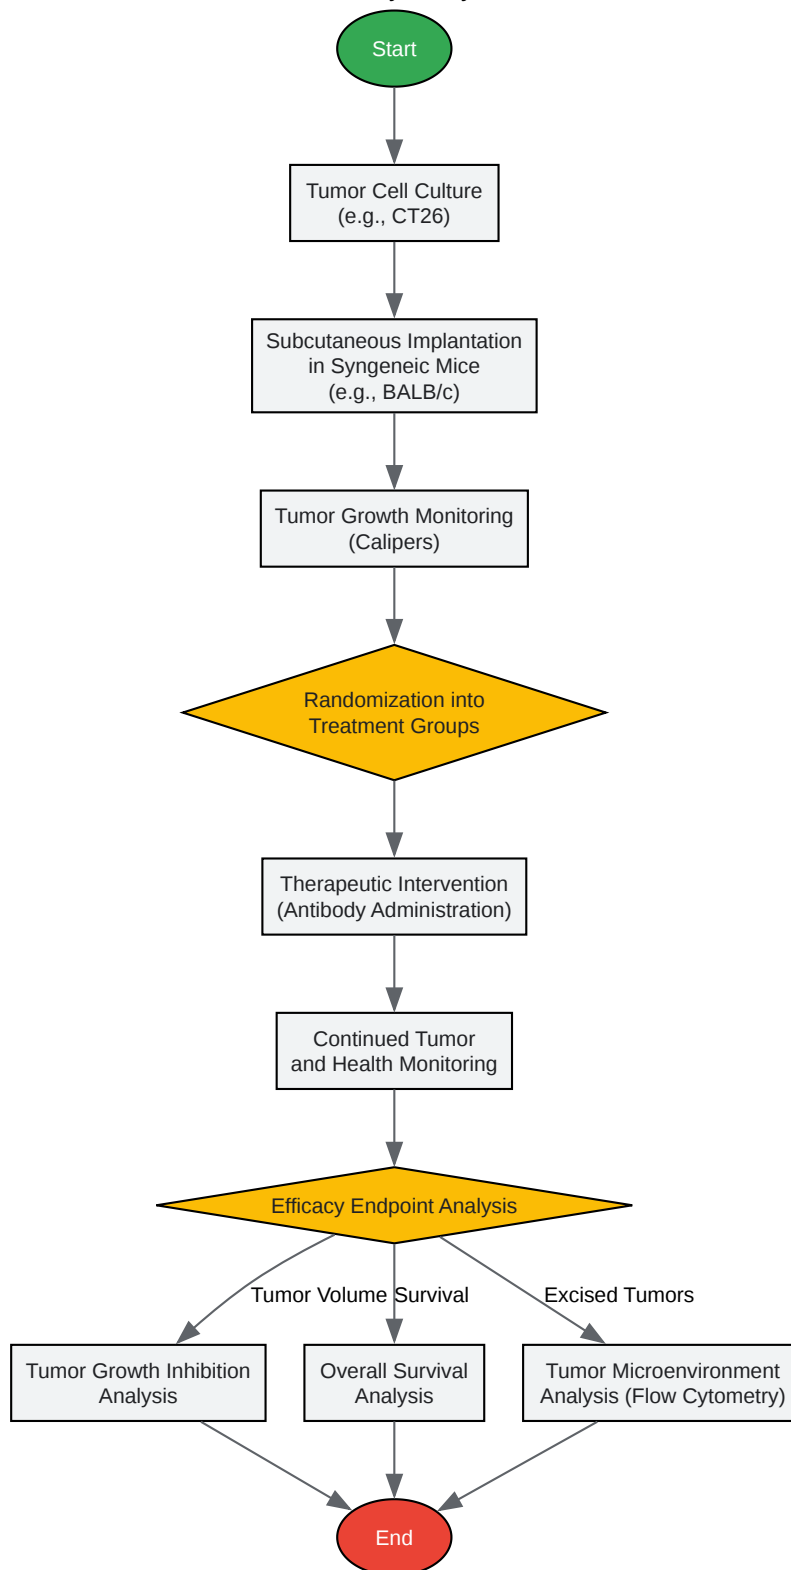 Start
Tumor Cell Culture
(e.g., CT26)
Subcutaneous Implantation
in Syngeneic Mice
(e.g., BALB/c)
Tumor Growth Monitoring
(Calipers)
Randomization into
Treatment Groups
Therapeutic Intervention
(Antibody Administration)
Continued Tumor
and Health Monitoring
Efficacy Endpoint Analysis
Tumor Volume
Survival
Excised Tumors
Tumor Growth Inhibition
Analysis
Overall Survival
Analysis
Tumor Microenvironment
Analysis (Flow Cytometry)
End